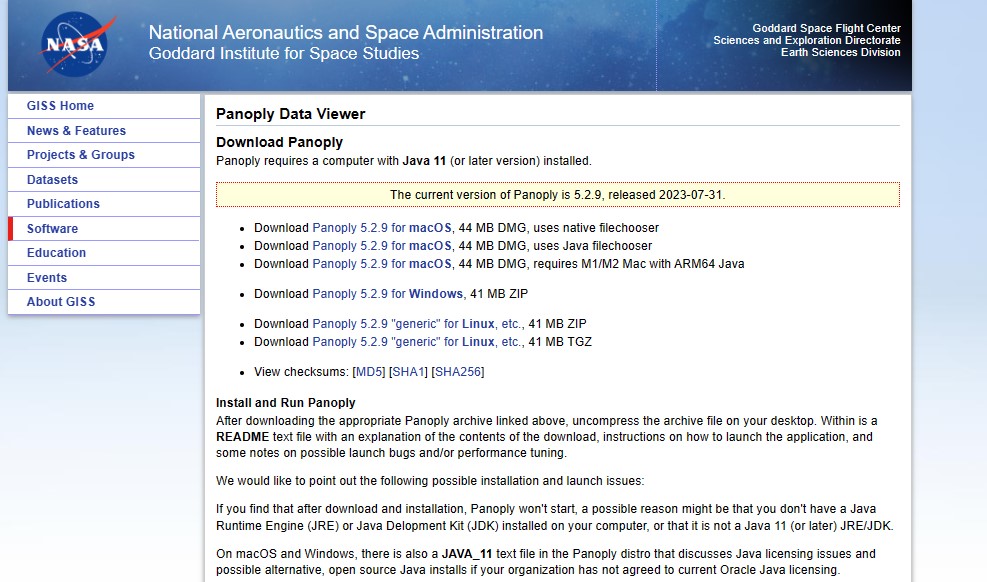 NASA
National Aeronautics and Space Administration
Goddard Institute for Space Studies
Goddard Space Flight Center
Sciences and Exploration Directorate
Earth Sciences Division
GISS Home
News & Features
Projects & Groups
Datasets
Publications
Software
Education
Events
About GISS
Panoply Data Viewer
Download Panoply
Panoply requires a computer with Java 11 (or later version) installed.
The current version of Panoply is 5.2.9, released 2023-07-31.
• Download Panoply 5.2.9 for macOS, 44 MB DMG, uses native filechooser
• Download Panoply 5.2.9 for macOS, 44 MB DMG, uses Java filechooser
• Download Panoply 5.2.9 for macOS, 44 MB DMG, requires M1/M2 Mac with ARM64 Java
• Download Panoply 5.2.9 for Windows, 41 MB ZIP
• Download Panoply 5.2.9 "generic" for Linux, etc., 41 MB ZIP
• Download Panoply 5.2.9 "generic" for Linux, etc., 41 MB TGZ
• View checksums: [MD5] [SHA1] [SHA256]
Install and Run Panoply
After downloading the appropriate Panoply archive linked above, uncompress the archive file on your desktop. Within is a
README text file with an explanation of the contents of the download, instructions on how to launch the application, and
some notes on possible launch bugs and/or performance tuning.
We would like to point out the following possible installation and launch issues:
If you find that after download and installation, Panoply won't start, a possible reason might be that you don't have a Java
Runtime Engine (JRE) or Java Delopment Kit (JDK) installed on your computer, or that it is not a Java 11 (or later) JRE/JDK.
On macOS and Windows, there is also a JAVA_11 text file in the Panoply distro that discusses Java licensing issues and
possible alternative, open source Java installs if your organization has not agreed to current Oracle Java licensing.